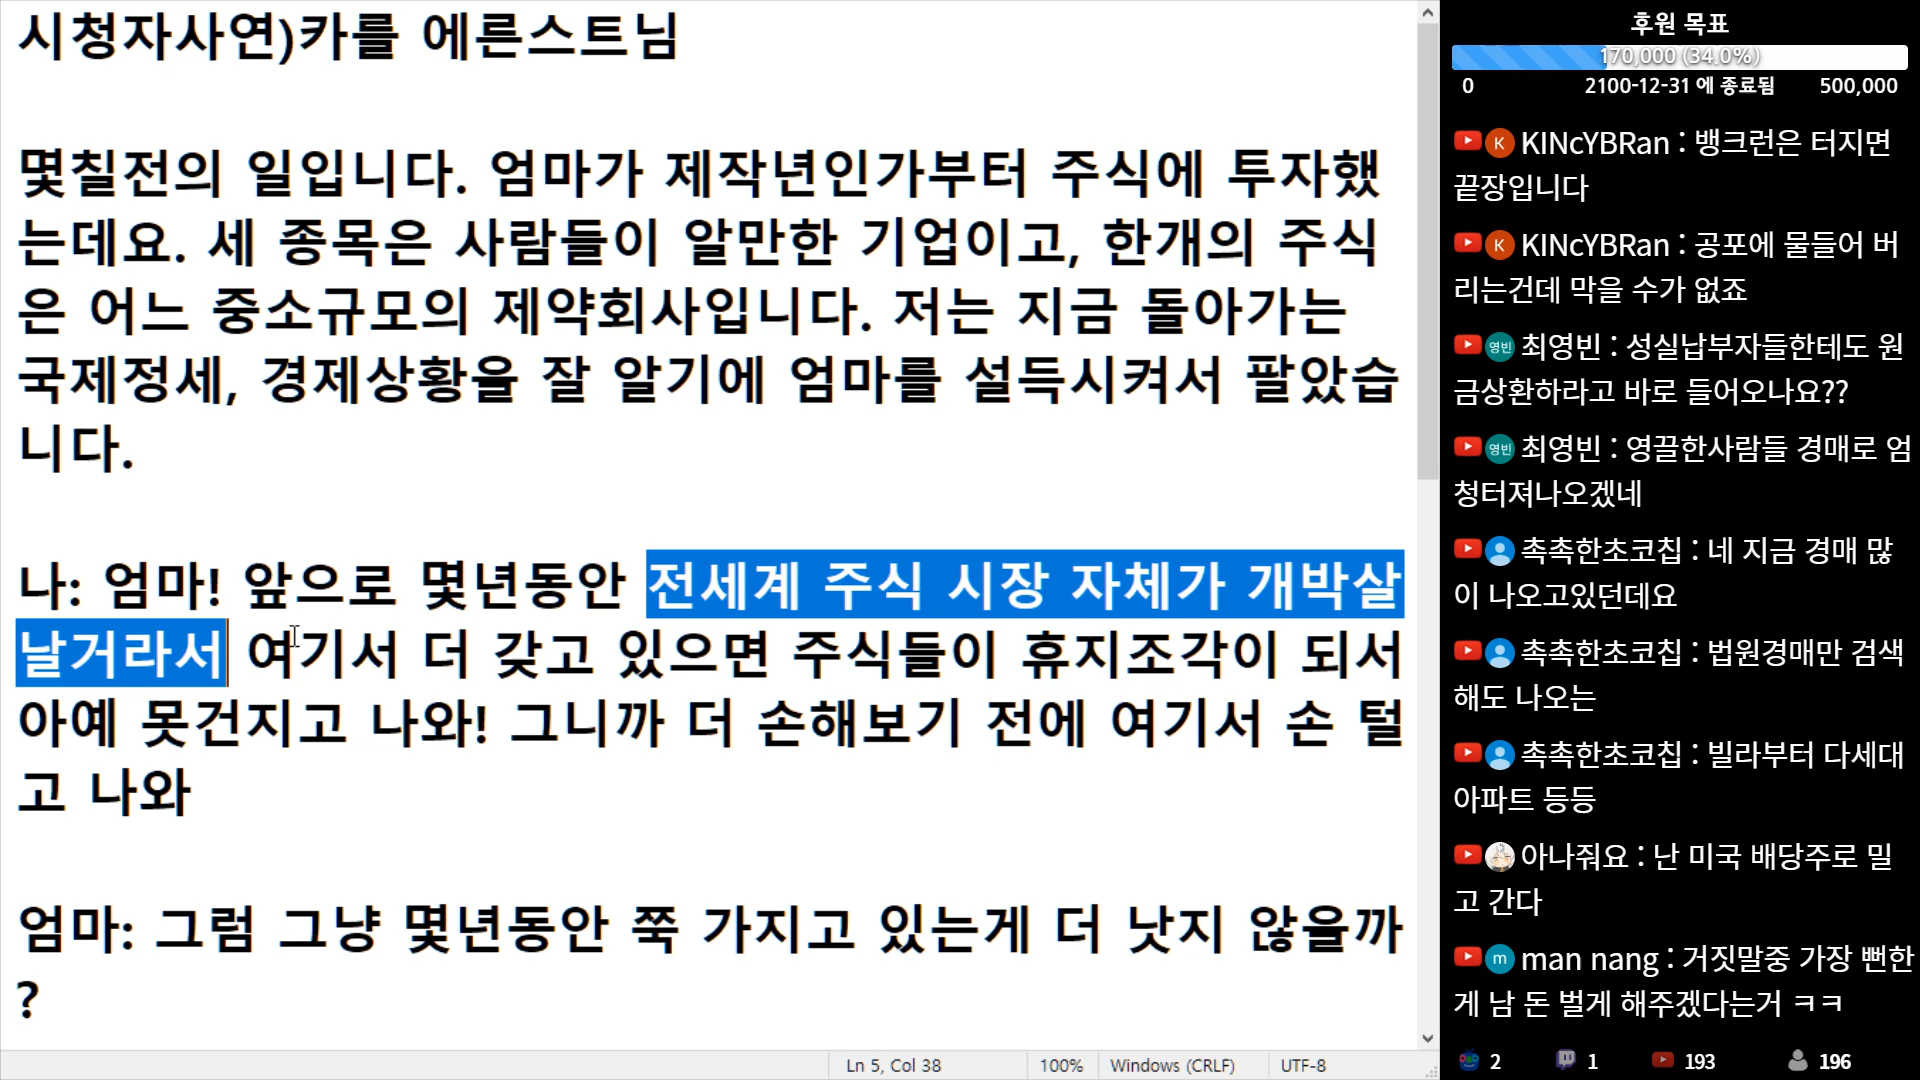 시청자사연)카를 에른스트님
몇칠전의 일입니다. 엄마가 제작년인가부터 주식에 투자했
는데요. 세 종목은 사람들이 알만한 기업이고, 한개의 주식
은 어느 중소규모의 제약회사입니다. 저는 지금 돌아가는
국제정세, 경제상황을 잘 알기에 엄마를 설득시켜서 팔았습
니다.
나: 엄마! 앞으로 몇년동안 전세계 주식 시장 자체가 개박살
날거라서 여기서 더 갖고 있으면 주식들이 휴지조각이 되서
아예 못건지고 나와! 그니까 더 손해보기 전에 여기서 손 털
고 나와
엄마: 그럼 그냥 몇년동안 쭉 가지고 있는게 더 낫지 않을까
?
Ln 5, Col 38
100%
Windows (CRLF)
UTF-8
후원 목표
170,000 (34.0%)
0 2100-12-31 에 종료됨 500,000
K KINcYBRan : 뱅크런은 터지면
끝장입니다
K KINcYBRan : 공포에 물들어 버
리는건데 막을 수가 없죠
영빈 최영빈 : 성실납부자들한테도 원
금상환하라고 바로 들어오나요??
영빈 최영빈 : 영끌한사람들 경매로 엄
청터져나오겠네
촉촉한초코칩 : 네 지금 경매 많
이 나오고있던데요
촉촉한초코칩 : 법원경매만 검색
해도 나오는
촉촉한초코칩 : 빌라부터 다세대
아파트 등등
아나줘요 : 난 미국 배당주로 밀
고 간다
m man nang : 거짓말중 가장 뻔한
게 남 돈 벌게 해주겠다는거 ㅋㅋ
2 1 193 196